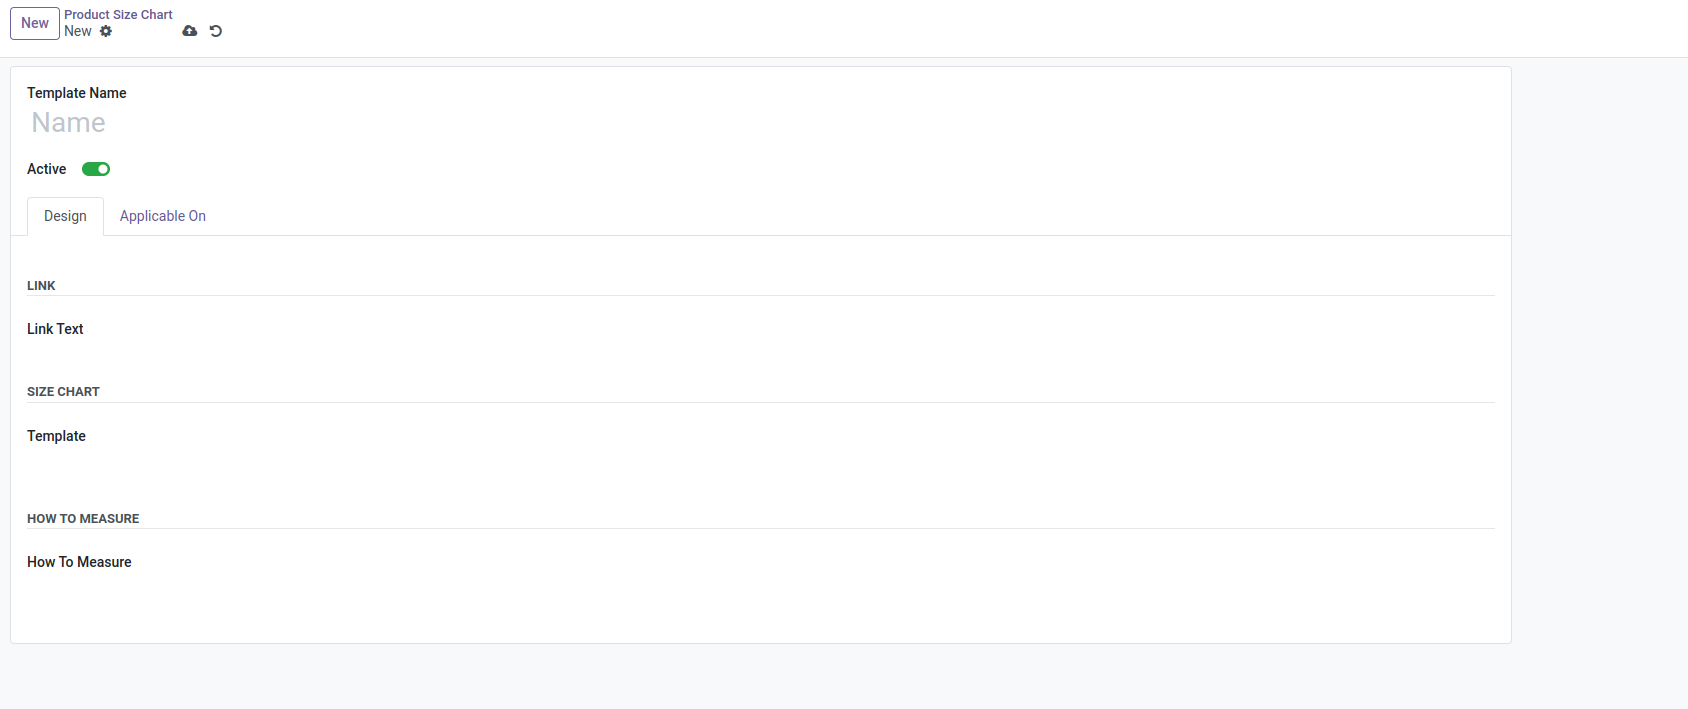 New
Product Size Chart
New
Template Name
Name
Active
Design
Applicable On
LINK
Link Text
SIZE CHART
Template
HOW TO MEASURE
How To Measure